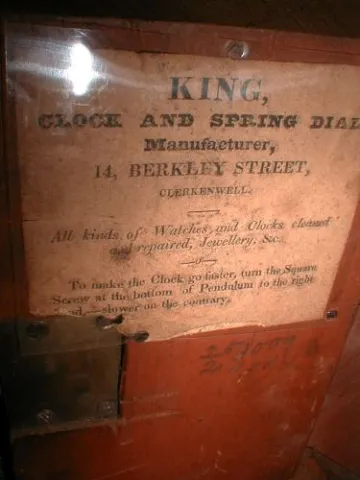 KING,
CLOCK AND SPRING DIAL
Manufacturer,
14, BERKLEY STREET,
CLERKENWELL.
All kinds of Watches and Clocks cleaned
and repaired, Jewellery, &c.
To make the Clock go faster, turn the Square
Screw at the bottom of Pendulum to the right
slower on the contrary.